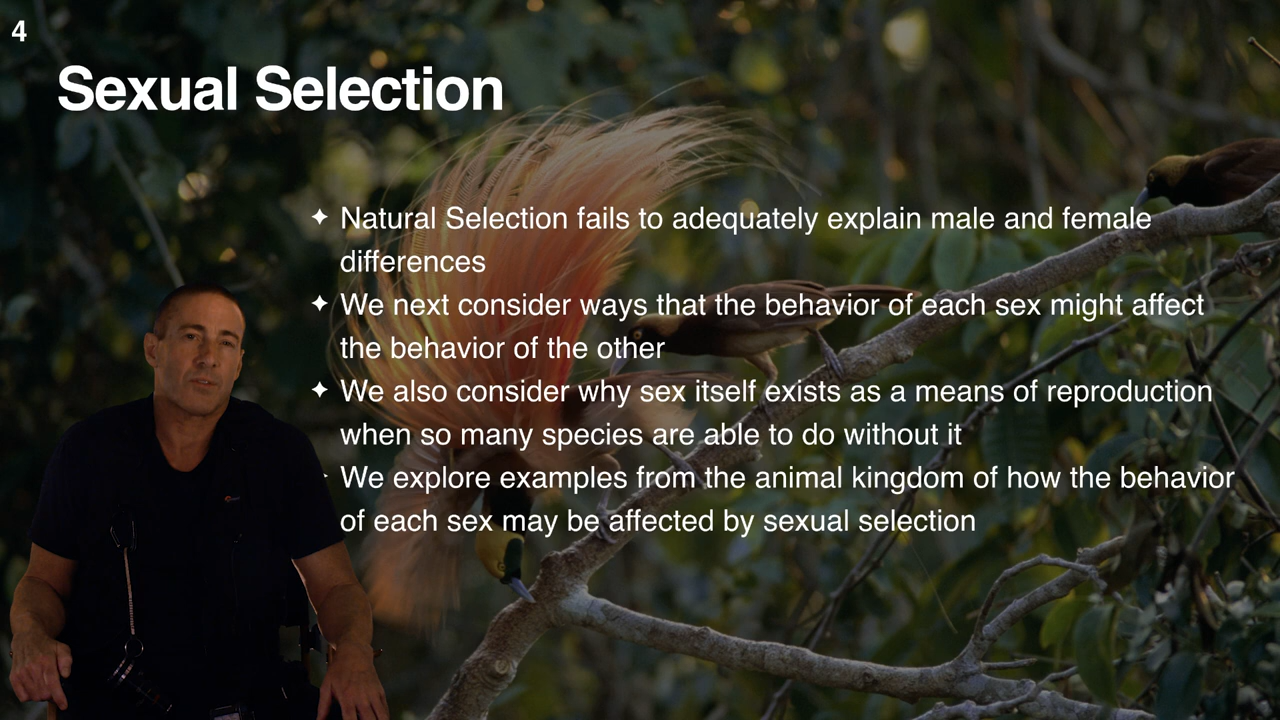 4
Sexual Selection
✦ Natural Selection fails to adequately explain male and female
differences
✦ We next consider ways that the behavior of each sex might affect
the behavior of the other
✦ We also consider why sex itself exists as a means of reproduction
when so many species are able to do without it
We explore examples from the animal kingdom of how the behavior
of each sex may be affected by sexual selection